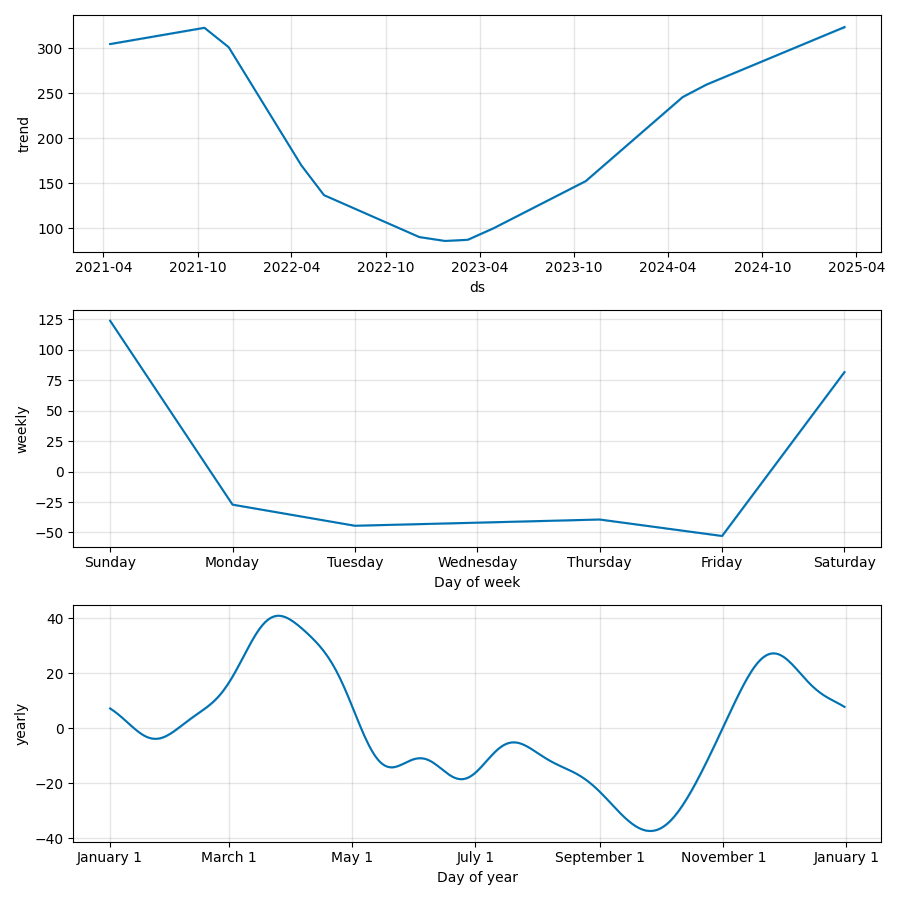 300
250
200
150
100
trend
2021-04 2021-10 2022-04 2022-10 2023-04 2023-10 2024-04 2024-10 2025-04
ds
125
100
75
50
25
0
−25
−50
weekly
Sunday Monday Tuesday Wednesday Thursday Friday Saturday
Day of week
40
20
0
−20
−40
yearly
January 1 March 1 May 1 July 1 September 1 November 1 January 1
Day of year